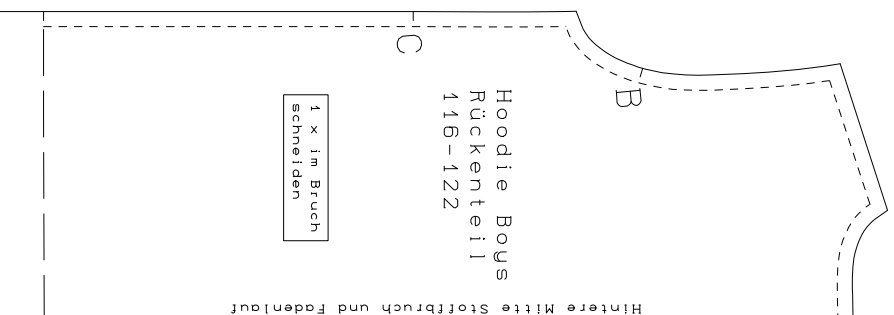 Hoodie Boys
Rückenteil
116-122
1 x im Bruch
schneiden
C
B
Hintere Mitte Stoffbruch und Fadenlauf